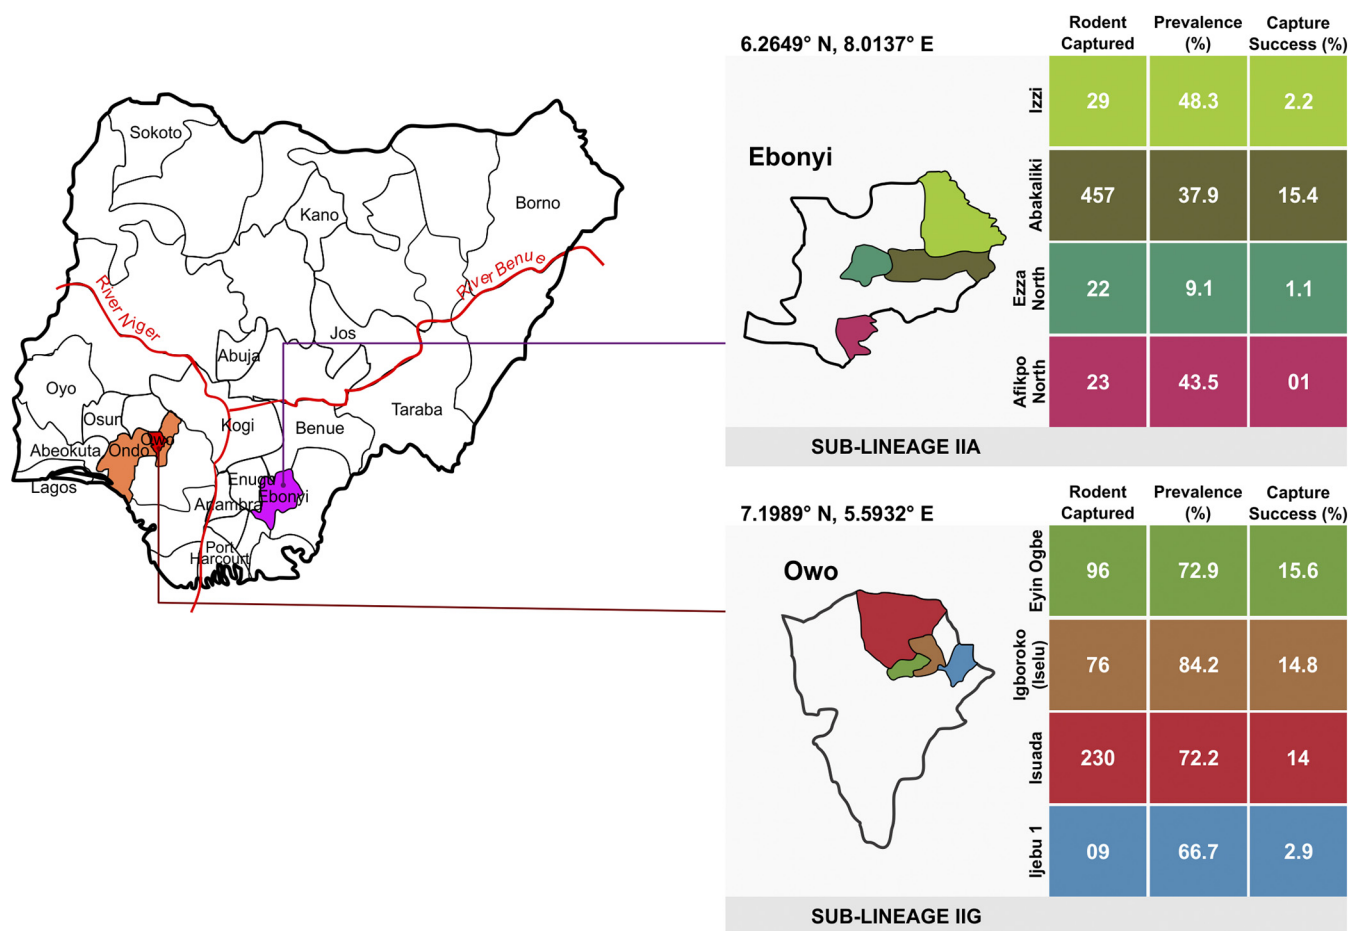 Sokoto
Kano
Borno
River Niger
River Benue
Jos
Abuja
Oyo
Taraba
Osun
Kogi
Benue
Owo
Abeokuta
Ondo
Lagos
Enugu
Ebonyi
Anambra
Port
Harcourt
6.2649° N, 8.0137° E
Ebonyi
Rodent Captured
Prevalence (%)
Capture Success (%)
Izzi
29 48.3 2.2
Abakaliki
457 37.9 15.4
Ezza North
22 9.1 1.1
Afikpo North
23 43.5 01
SUB-LINEAGE IIA
7.1989° N, 5.5932° E
Owo
Rodent Captured
Prevalence (%)
Capture Success (%)
Eyin Ogbe
96 72.9 15.6
Igboroko (Iselu)
76 84.2 14.8
Isuada
230 72.2 14
Ijebu 1
09 66.7 2.9
SUB-LINEAGE IIG